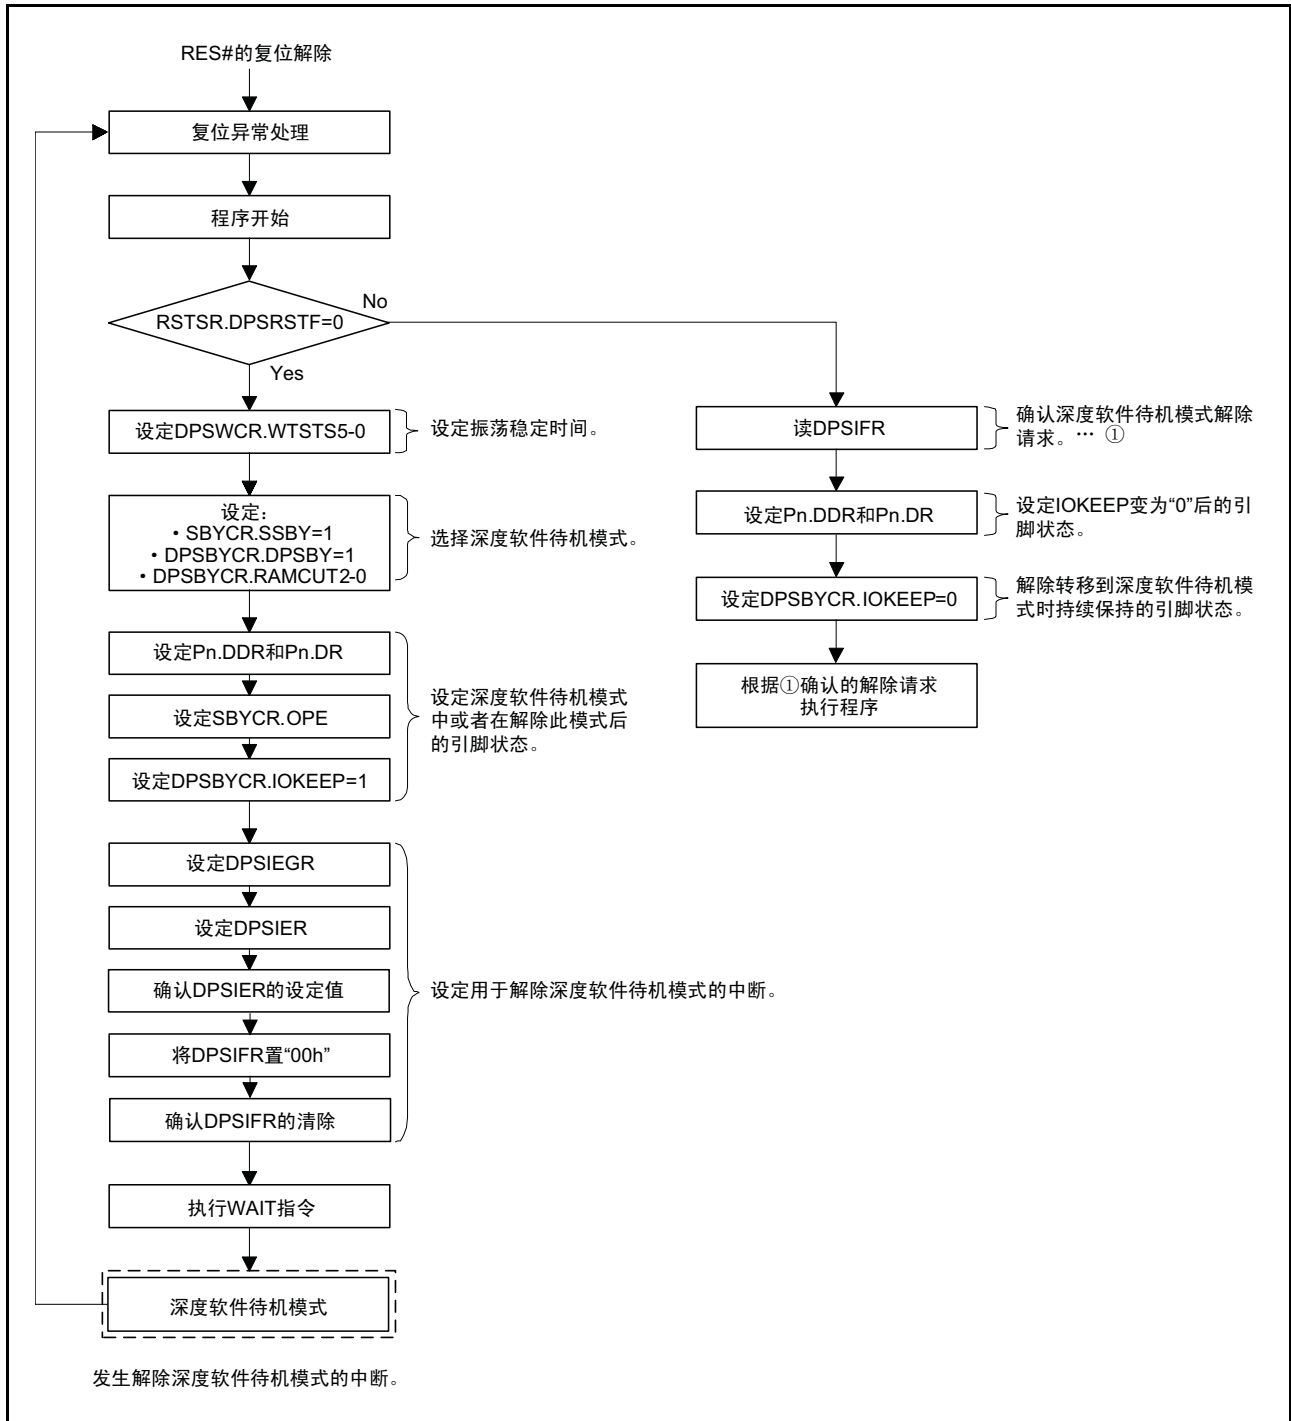 RES#的复位解除
复位异常处理
程序开始
RSTSR.DPSRSTF=0
No
Yes
设定DPSWCR.WTSTS5-0
设定振荡稳定时间。
设定：
• SBYCR.SSBY=1
• DPSBYCR.DPSBY=1
• DPSBYCR.RAMCUT2-0
选择深度软件待机模式。
设定Pn.DDR和Pn.DR
设定SBYCR.OPE
设定DPSBYCR.IOKEEP=1
设定深度软件待机模式
中或者在解除此模式后
的引脚状态。
设定DPSIEGR
设定DPSIER
确认DPSIER的设定值
将DPSIFR置“00h”
确认DPSIFR的清除
设定用于解除深度软件待机模式的中断。
执行WAIT指令
深度软件待机模式
发生解除深度软件待机模式的中断。
读DPSIFR
确认深度软件待机模式解除
请求。… ①
设定Pn.DDR和Pn.DR
设定IOKEEP变为“0”后的引
脚状态。
设定DPSBYCR.IOKEEP=0
解除转移到深度软件待机模
式时持续保持的引脚状态。
根据①确认的解除请求
执行程序